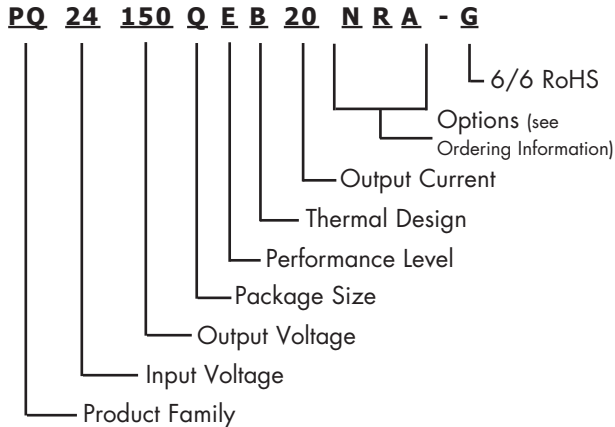 PQ 24 150 Q E B 20 N R A - G
6/6 RoHS
Options (see
Ordering Information)
Output Current
Thermal Design
Performance Level
Package Size
Output Voltage
Input Voltage
Product Family